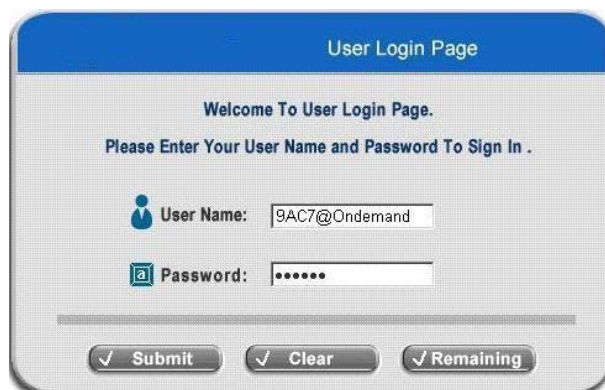 User Login Page
Welcome To User Login Page.
Please Enter Your User Name and Password To Sign In .
User Name: 9AC7@Ondemand
a Password: ••••••
Submit Clear Remaining